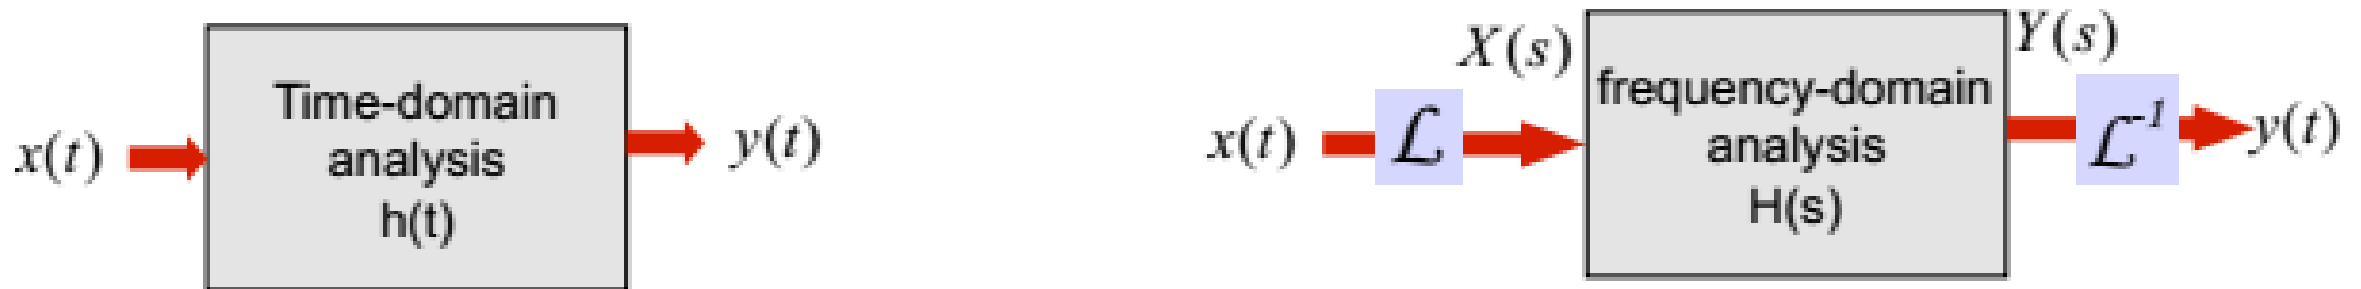 x(t)
Time-domain
analysis
h(t)
y(t)
x(t)
ℒ
X(s)
frequency-domain
analysis
H(s)
Y(s)
ℒ⁻¹
y(t)